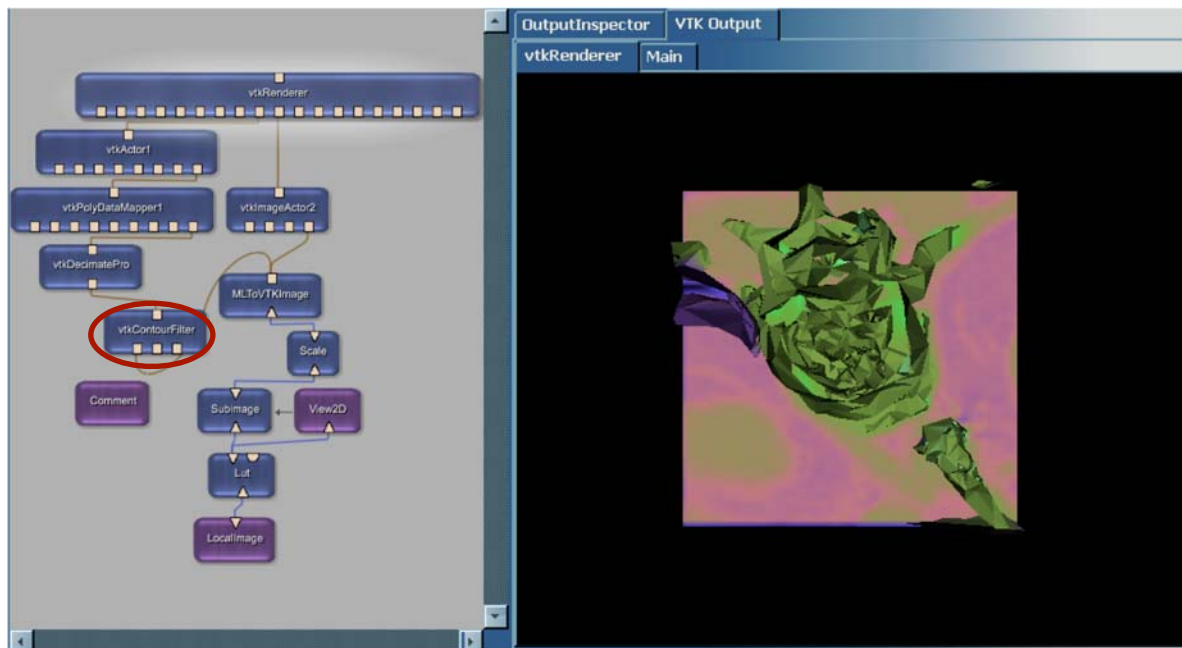 OutputInspector
VTK Output
vtkRenderer
Main
vtkRenderer
vtkActor1
vtkPolyDataMapper1
vtkImageActor2
vtkDecimatePro
MLToVTKImage
vtkContourFilter
Scale
Comment
SubImage
View2D
Lut
LocalImage